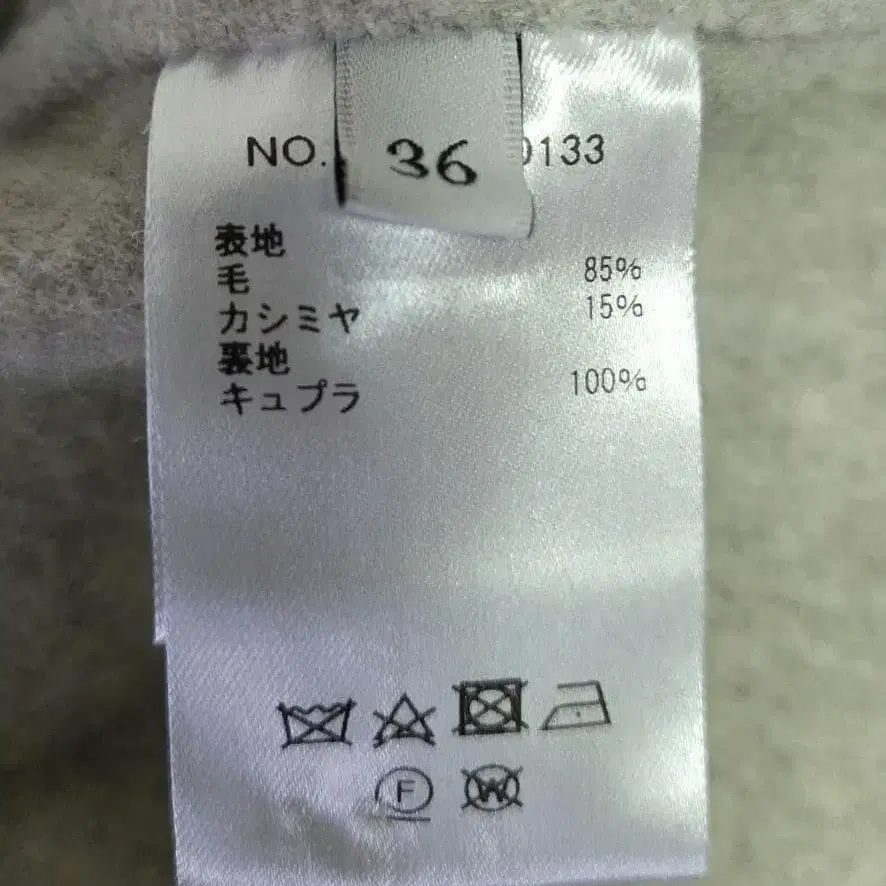 NO. 0133
36
表地
毛 85%
カシミヤ 15%
裏地
キュプラ 100%
F
W